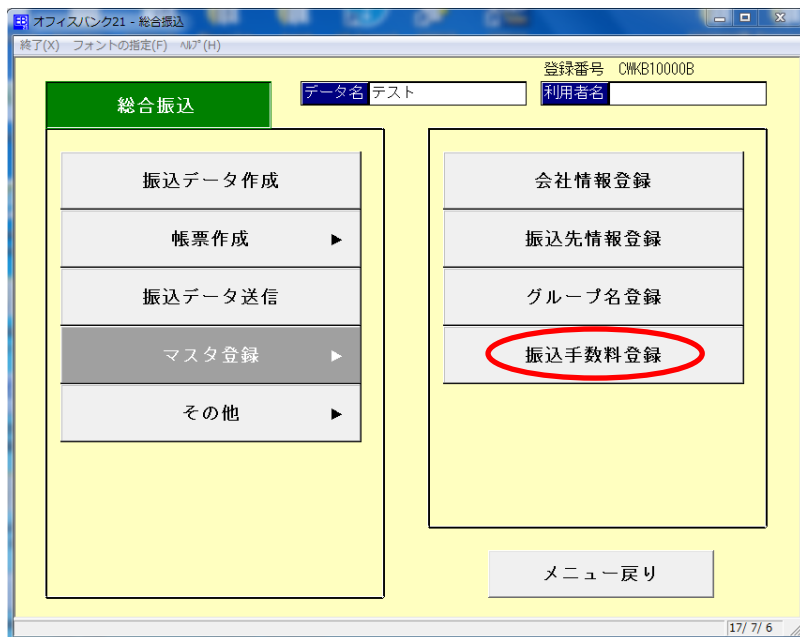 オフィスバンク21 - 総合振込
終了(X) フォントの指定(F) ﾍﾙﾌﾟ(H)
登録番号 CWKB10000B
総合振込
データ名 テスト 利用者名
振込データ作成
帳票作成 ▶
振込データ送信
マスタ登録 ▶
その他 ▶
会社情報登録
振込先情報登録
グループ名登録
振込手数料登録
メニュー戻り
17/ 7/ 6